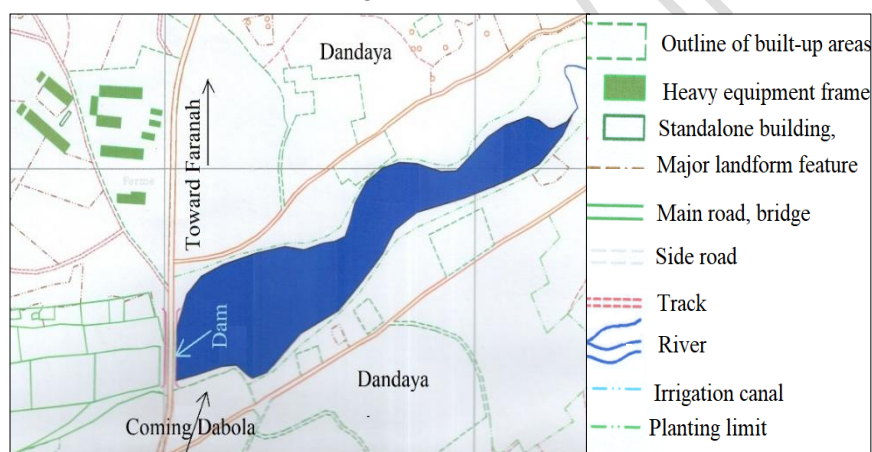 Dandaya
Toward Faranah
Ferme
Dam
Dandaya
Coming Dabola
Outline of built-up areas
Heavy equipment frame
Standalone building,
Major landform feature
Main road, bridge
Side road
Track
River
Irrigation canal
Planting limit